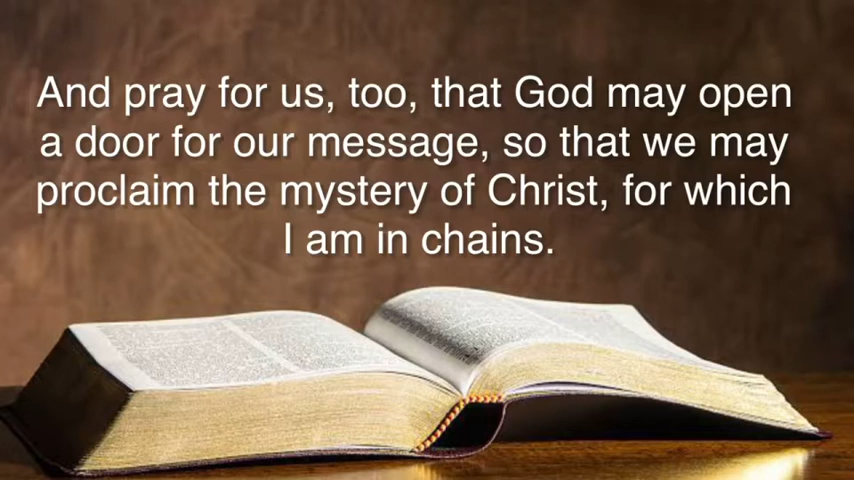 And pray for us, too, that God may open
a door for our message, so that we may
proclaim the mystery of Christ, for which
I am in chains.